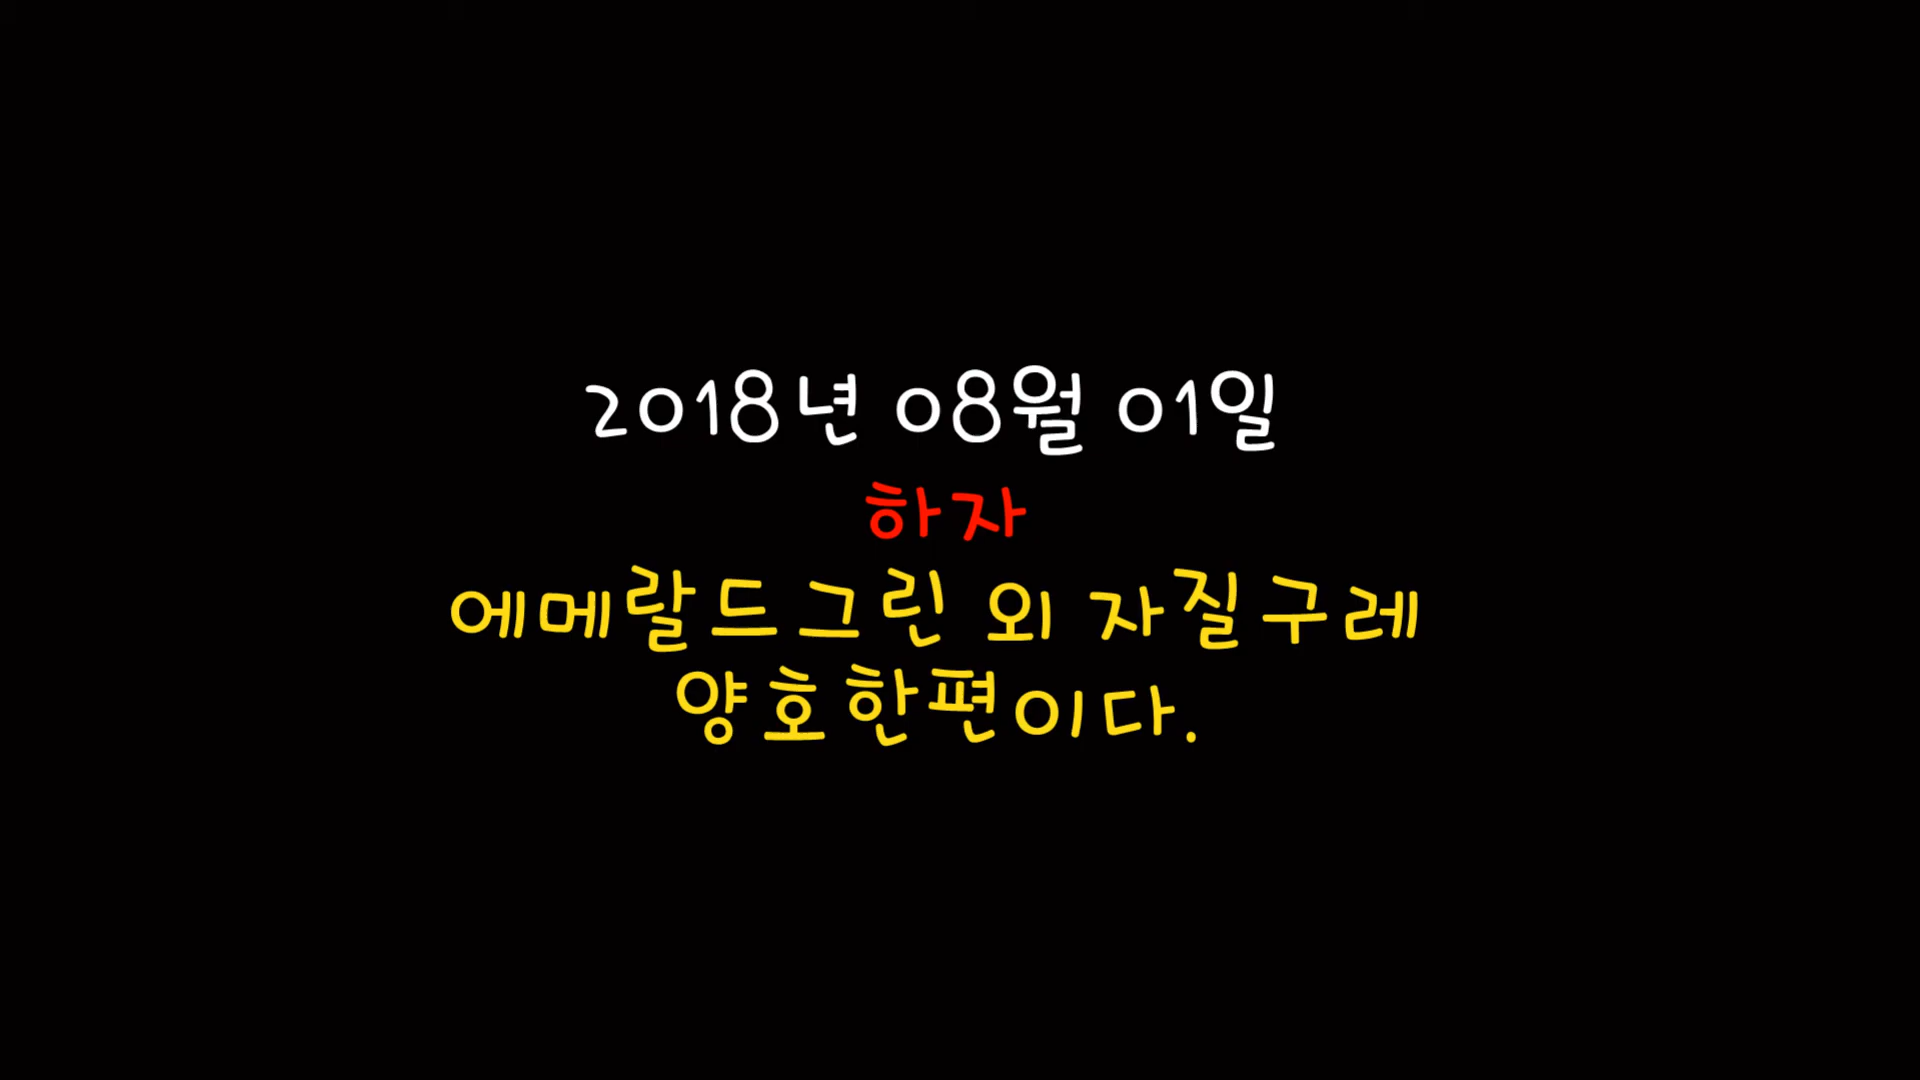 2018년 08월 01일
하자
에메랄드그린 외 자질구레
양호한편이다.